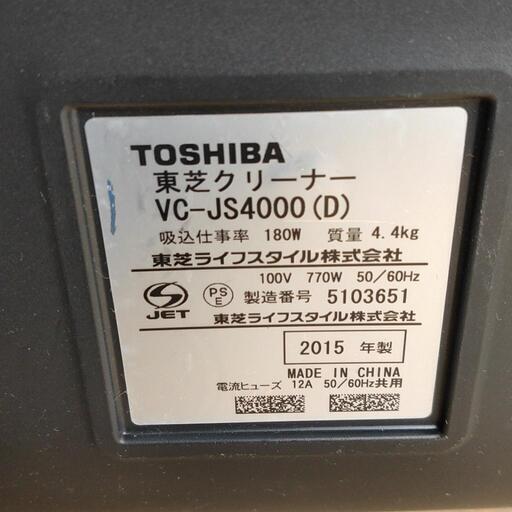 TOSHIBA
東芝クリーナー
VC-JS4000(D)
吸込仕事率 180W 質量 4.4kg
東芝ライフスタイル株式会社
100V 770W 50/60Hz
S JET PSE 製造番号 5103651
東芝ライフスタイル株式会社
2015 年製
MADE IN CHINA
電流ヒューズ 12A 50/60Hz共用